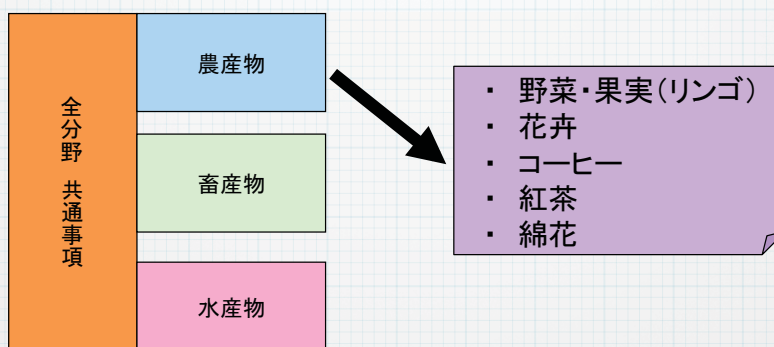 全分野 共通事項
農産物
畜産物
水産物
・ 野菜・果実(リンゴ)
・ 花卉
・ コーヒー
・ 紅茶
・ 綿花